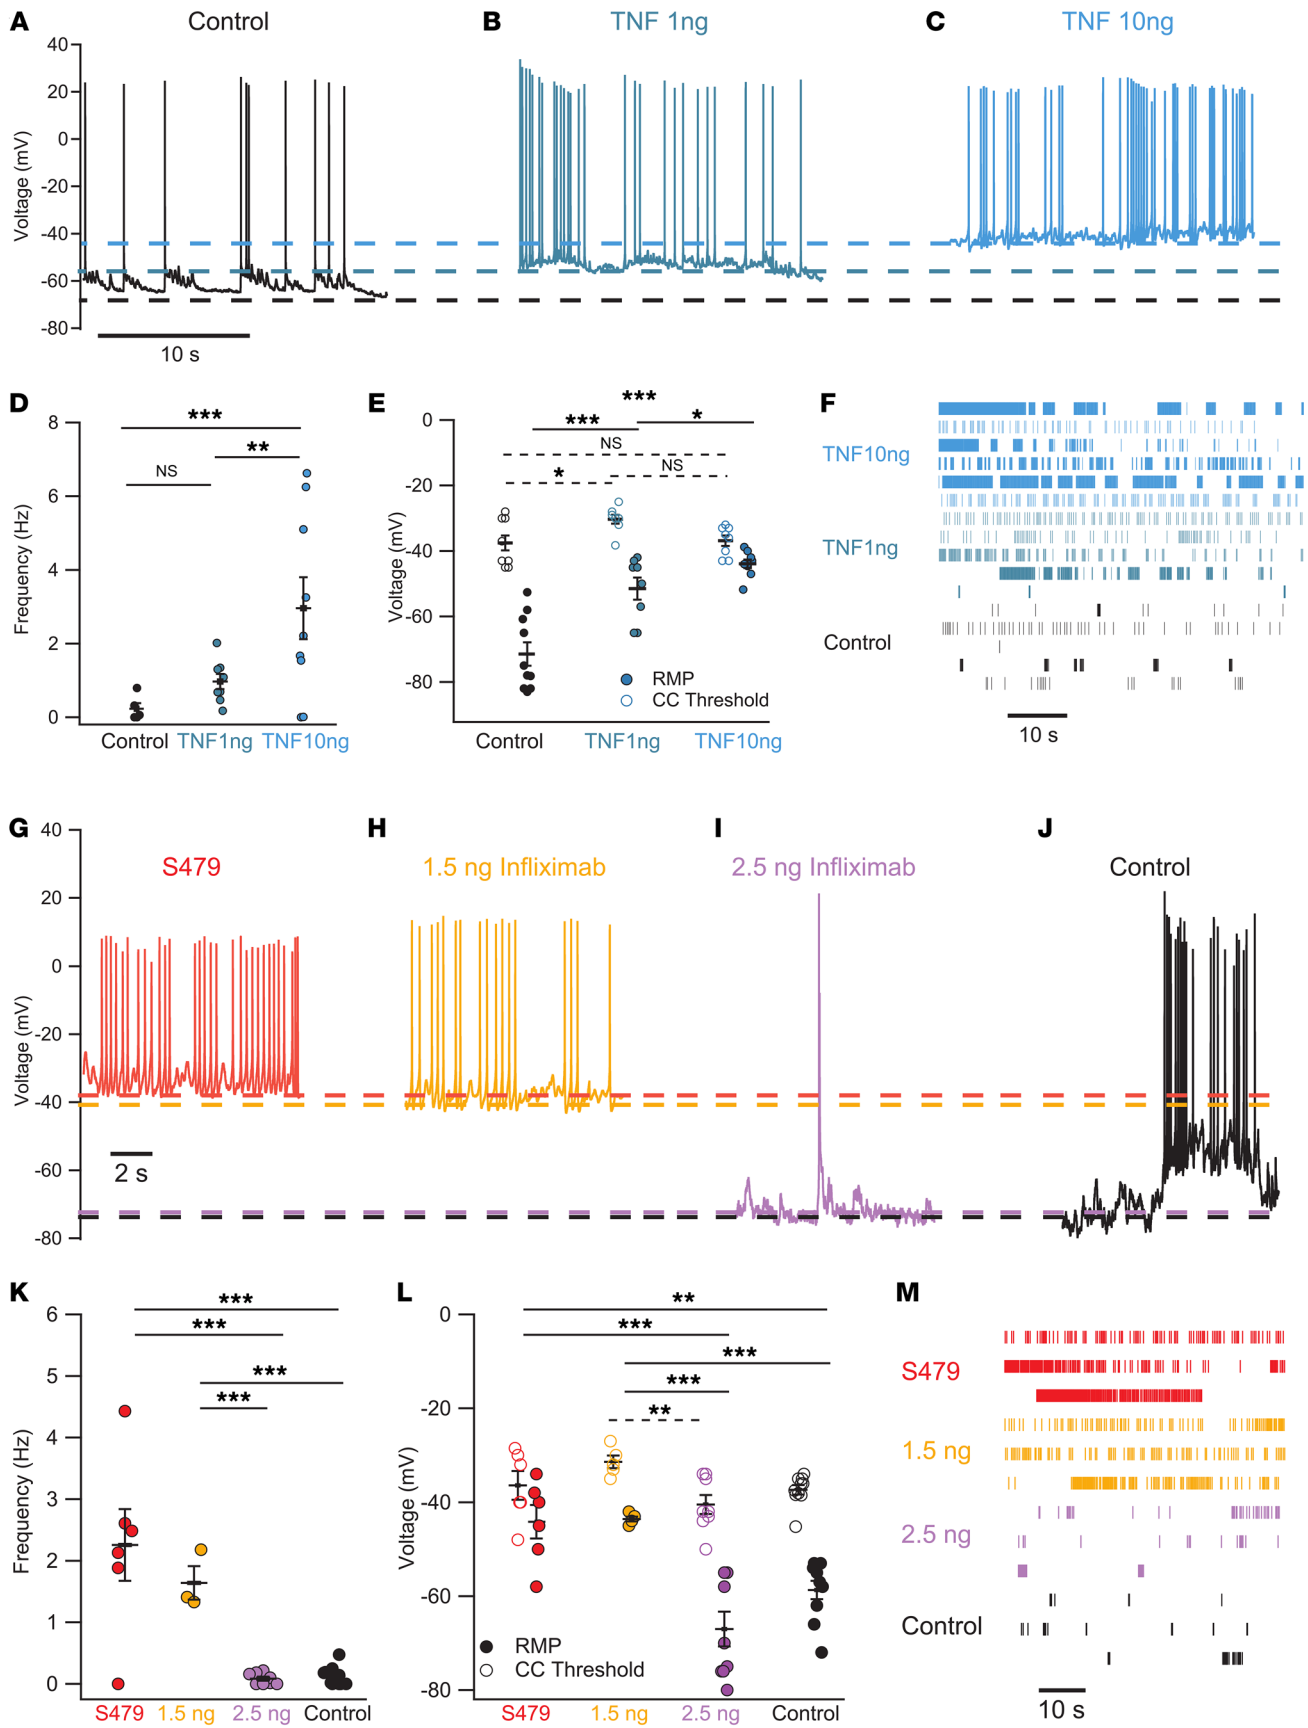 A Control B TNF 1ng C TNF 10ng
40
20
0
-20
-40
-60
-80
Voltage (mV)
10 s
D
8
6
4
2
0
Frequency (Hz)
***
**
NS
Control TNF1ng TNF10ng
E
0
-20
-40
-60
-80
Voltage (mV)
***
*** *
NS
* NS
RMP
CC Threshold
Control TNF1ng TNF10ng
F
TNF10ng
TNF1ng
Control
10 s
G H I J
S479 1.5 ng Infliximab 2.5 ng Infliximab Control
40
20
0
-20
-40
-60
-80
Voltage (mV)
2 s
K
6
5
4
3
2
1
0
Frequency (Hz)
***
***
***
***
S479 1.5 ng 2.5 ng Control
L
0
-20
-40
-60
-80
Voltage (mV)
**
***
***
***
**
RMP
CC Threshold
S479 1.5 ng 2.5 ng Control
M
S479
1.5 ng
2.5 ng
Control
10 s